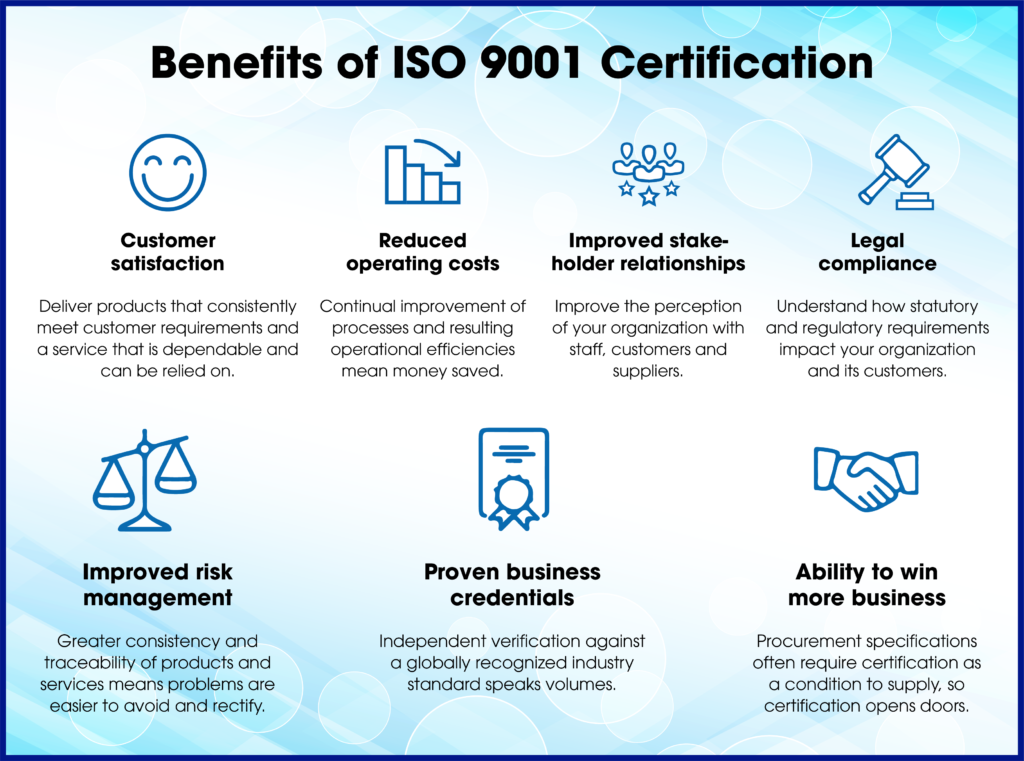 Benefits of ISO 9001 Certification
Customer
satisfaction
Deliver products that consistently
meet customer requirements and
a service that is dependable and
can be relied on.
Reduced
operating costs
Continual improvement of
processes and resulting
operational efficiencies
mean money saved.
Improved stake-
holder relationships
Improve the perception
of your organization with
staff, customers and
suppliers.
Legal
compliance
Understand how statutory
and regulatory requirements
impact your organization
and its customers.
Improved risk
management
Greater consistency and
traceability of products and
services means problems are
easier to avoid and rectify.
Proven business
credentials
Independent verification against
a globally recognized industry
standard speaks volumes.
Ability to win
more business
Procurement specifications
often require certification as
a condition to supply, so
certification opens doors.